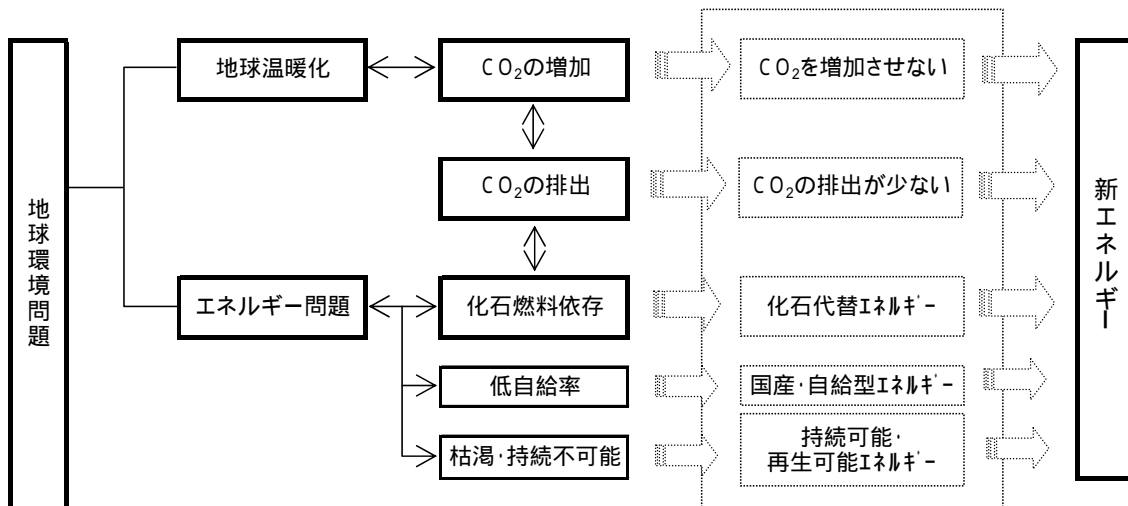 地球環境問題
地球温暖化
CO₂の増加
CO₂を増加させない
CO₂の排出
CO₂の排出が少ない
エネルギー問題
化石燃料依存
化石代替ｴﾈﾙｷﾞｰ
低自給率
国産･自給型ｴﾈﾙｷﾞｰ
枯渇･持続不可能
持続可能･
再生可能ｴﾈﾙｷﾞｰ
新エネルギー